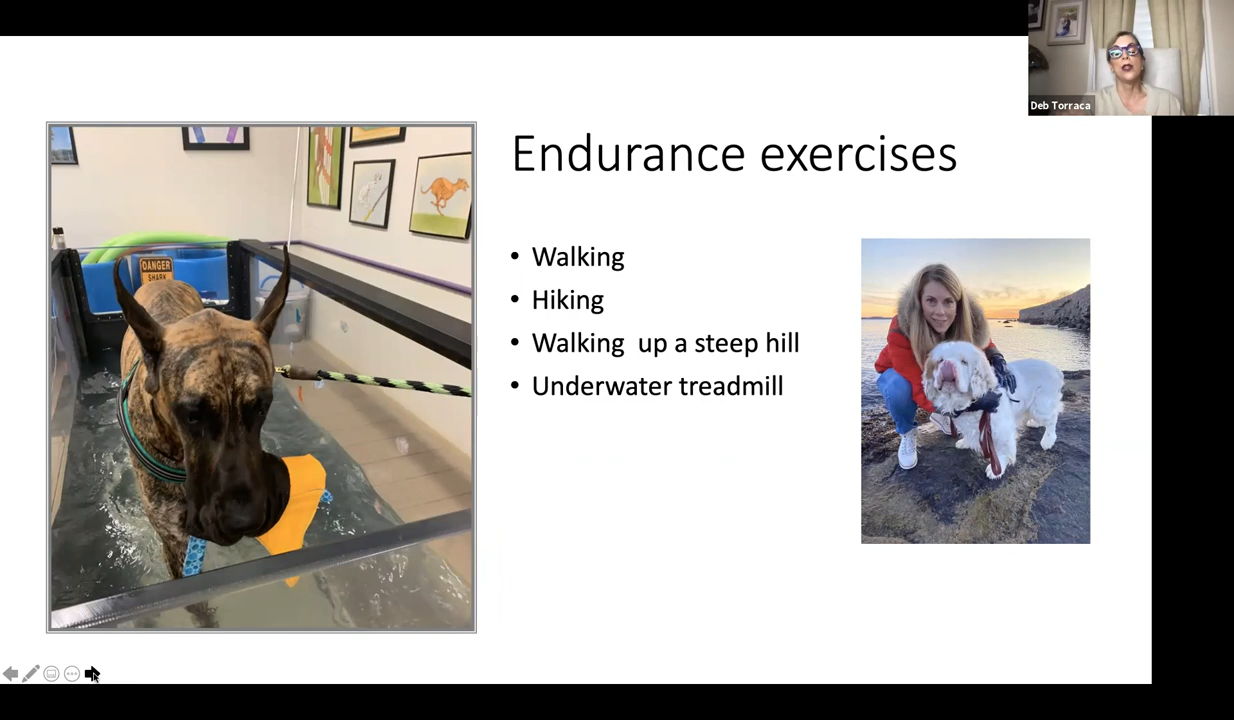 Deb Torraca
Endurance exercises
• Walking
• Hiking
• Walking  up a steep hill
• Underwater treadmill
DANGER
SHARK